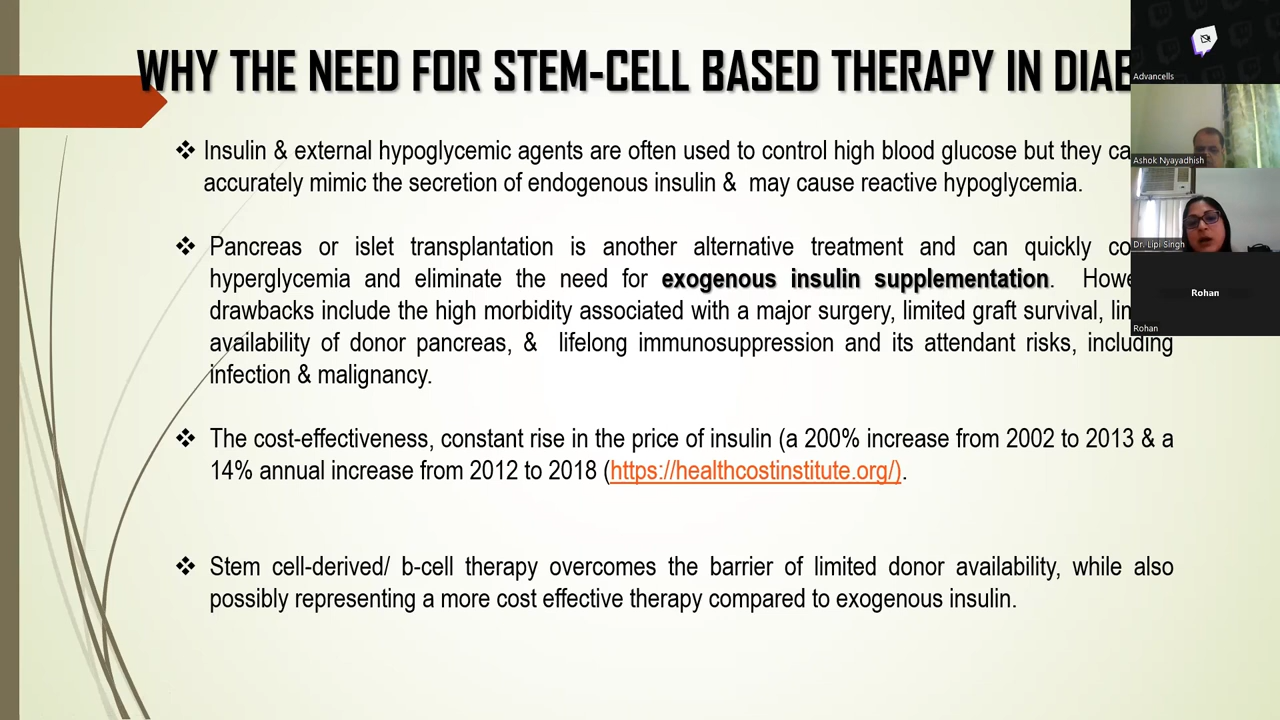 WHY THE NEED FOR STEM-CELL BASED THERAPY IN DIAB
❖ Insulin & external hypoglycemic agents are often used to control high blood glucose but they ca
accurately mimic the secretion of endogenous insulin & may cause reactive hypoglycemia.
❖ Pancreas or islet transplantation is another alternative treatment and can quickly co
hyperglycemia and eliminate the need for exogenous insulin supplementation. Howe
drawbacks include the high morbidity associated with a major surgery, limited graft survival, lim
availability of donor pancreas, & lifelong immunosuppression and its attendant risks, including
infection & malignancy.
❖ The cost-effectiveness, constant rise in the price of insulin (a 200% increase from 2002 to 2013 & a
14% annual increase from 2012 to 2018 (https://healthcostinstitute.org/).
❖ Stem cell-derived/ b-cell therapy overcomes the barrier of limited donor availability, while also
possibly representing a more cost effective therapy compared to exogenous insulin.
Advancells
Ashok Nyayadhish
Dr. Lipi Singh
Rohan
Rohan